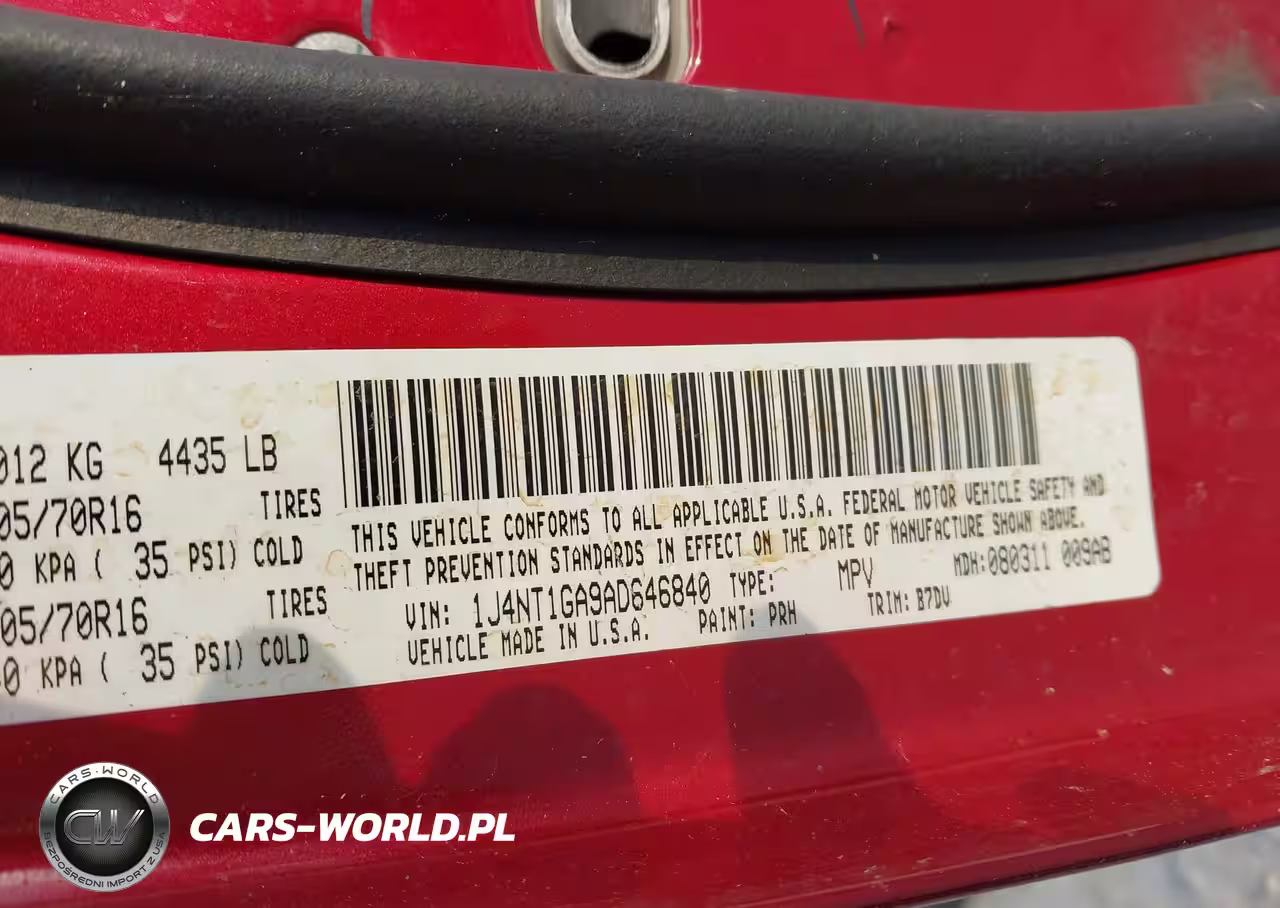 012 KG 4435 LB
05/70R16 TIRES
0 KPA ( 35 PSI) COLD
05/70R16 TIRES
0 KPA ( 35 PSI) COLD
THIS VEHICLE CONFORMS TO ALL APPLICABLE U.S.A. FEDERAL MOTOR VEHICLE SAFETY AND
THEFT PREVENTION STANDARDS IN EFFECT ON THE DATE OF MANUFACTURE SHOWN ABOVE.
VIN: 1J4NT1GA9AD646840 TYPE: MPV MDH:080311 009AB
VEHICLE MADE IN U.S.A. PAINT: PRH TRIM: B7DV
CARS-WORLD
CW
BEZPOŚREDNI IMPORT Z USA
CARS-WORLD.PL